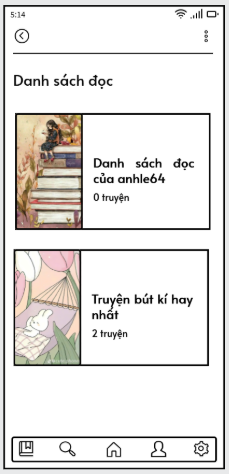 5:14
Danh sách đọc
Danh sách đọc
của anhle64
0 truyện
Truyện bút kí hay
nhất
2 truyện